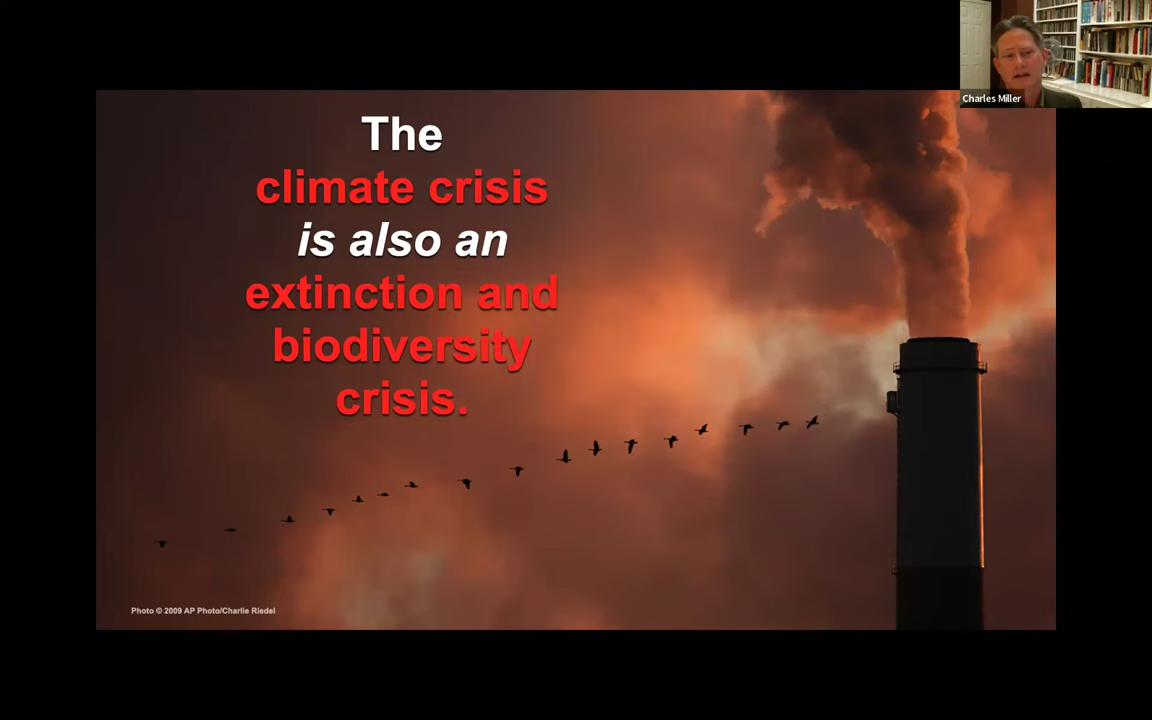 The
climate crisis
is also an
extinction and
biodiversity
crisis.
Photo © 2009 AP Photo/Charlie Riedel
Charles Miller